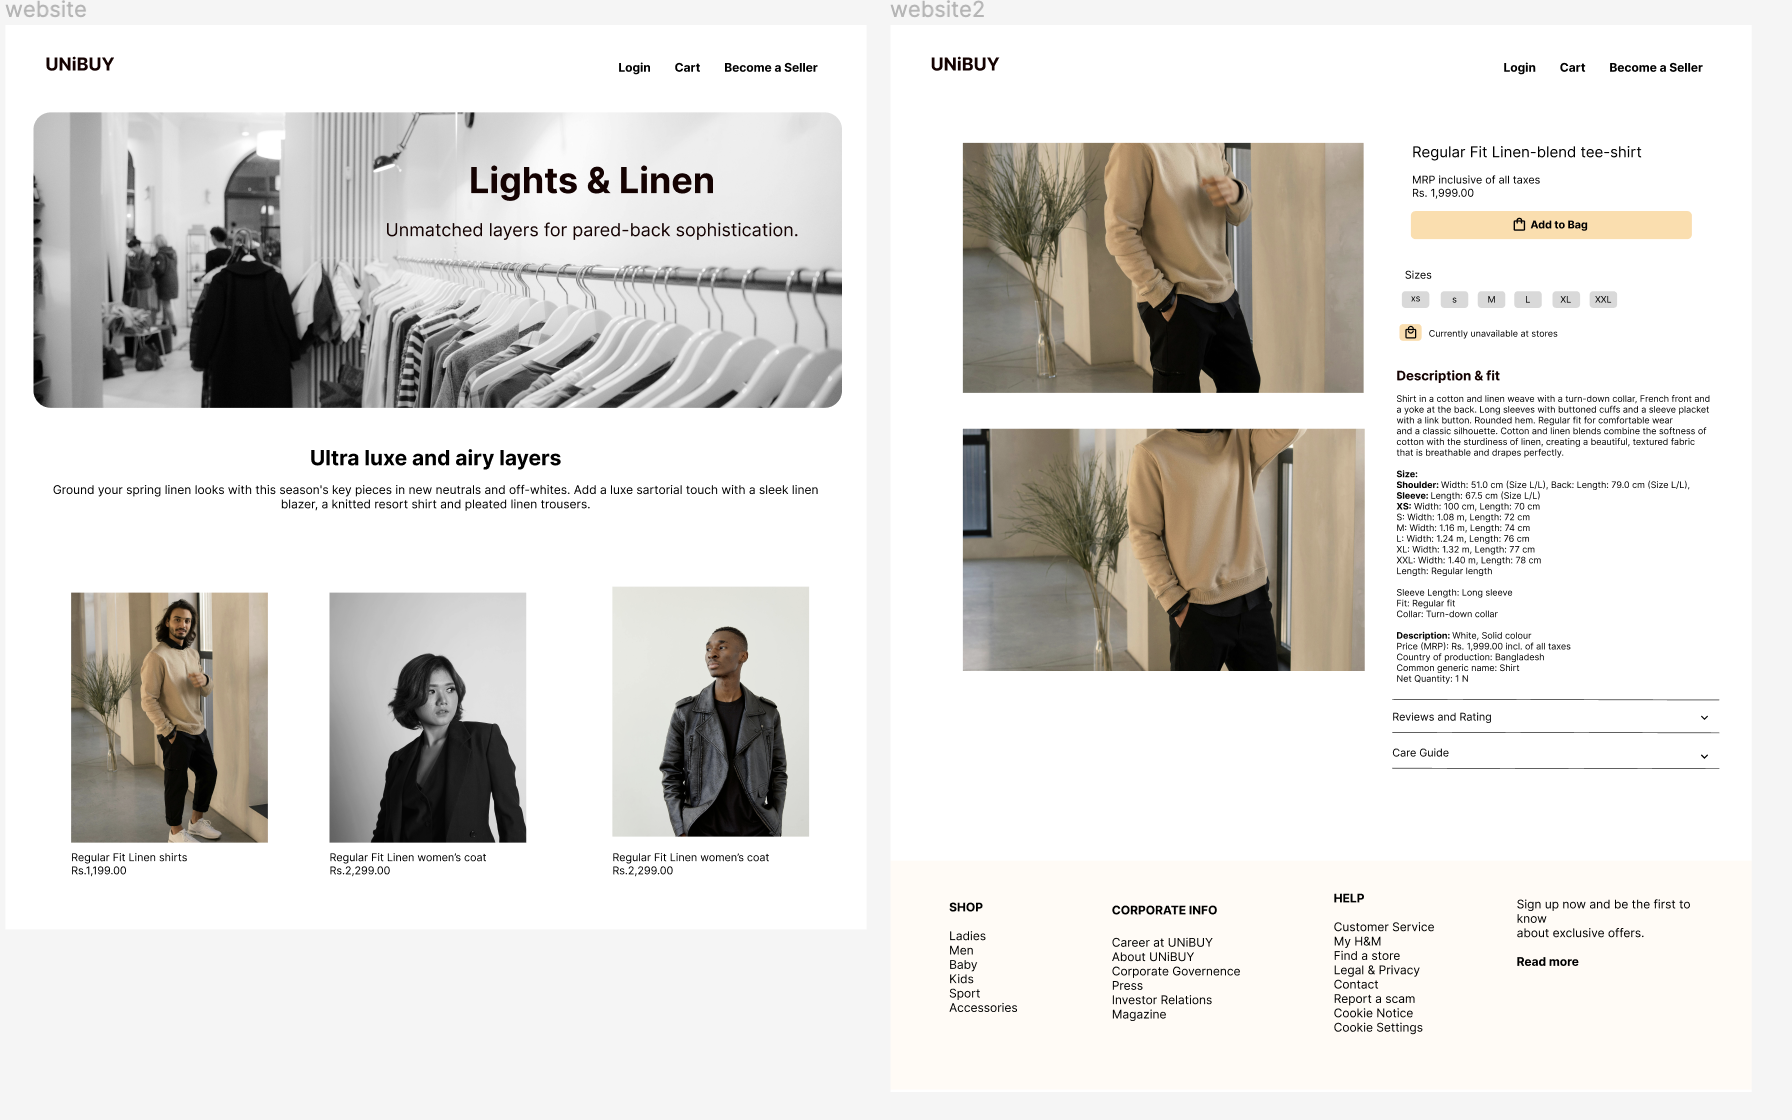 website
UNiBUY
Login Cart Become a Seller
Lights & Linen
Unmatched layers for pared-back sophistication.
Ultra luxe and airy layers
Ground your spring linen looks with this season's key pieces in new neutrals and off-whites. Add a luxe sartorial touch with a sleek linen
blazer, a knitted resort shirt and pleated linen trousers.
Regular Fit Linen shirts
Rs.1,199.00
Regular Fit Linen women's coat
Rs.2,299.00
Regular Fit Linen women's coat
Rs.2,299.00
website2
UNiBUY
Login Cart Become a Seller
Regular Fit Linen-blend tee-shirt
MRP inclusive of all taxes
Rs. 1,999.00
Add to Bag
Sizes
xs s M L XL XXL
Currently unavailable at stores
Description & fit
Shirt in a cotton and linen weave with a turn-down collar, French front and
a yoke at the back. Long sleeves with buttoned cuffs and a sleeve placket
with a link button. Rounded hem. Regular fit for comfortable wear
and a classic silhouette. Cotton and linen blends combine the softness of
cotton with the sturdiness of linen, creating a beautiful, textured fabric
that is breathable and drapes perfectly.
Size:
Shoulder: Width: 51.0 cm (Size L/L), Back: Length: 79.0 cm (Size L/L),
Sleeve: Length: 67.5 cm (Size L/L)
XS: Width: 100 cm, Length: 70 cm
S: Width: 1.08 m, Length: 72 cm
M: Width: 1.16 m, Length: 74 cm
L: Width: 1.24 m, Length: 76 cm
XL: Width: 1.32 m, Length: 77 cm
XXL: Width: 1.40 m, Length: 78 cm
Length: Regular length
Sleeve Length: Long sleeve
Fit: Regular fit
Collar: Turn-down collar
Description: White, Solid colour
Price (MRP): Rs. 1,999.00 incl. of all taxes
Country of production: Bangladesh
Common generic name: Shirt
Net Quantity: 1 N
Reviews and Rating
Care Guide
SHOP
Ladies
Men
Baby
Kids
Sport
Accessories
CORPORATE INFO
Career at UNiBUY
About UNiBUY
Corporate Governence
Press
Investor Relations
Magazine
HELP
Customer Service
My H&M
Find a store
Legal & Privacy
Contact
Report a scam
Cookie Notice
Cookie Settings
Sign up now and be the first to
know
about exclusive offers.
Read more